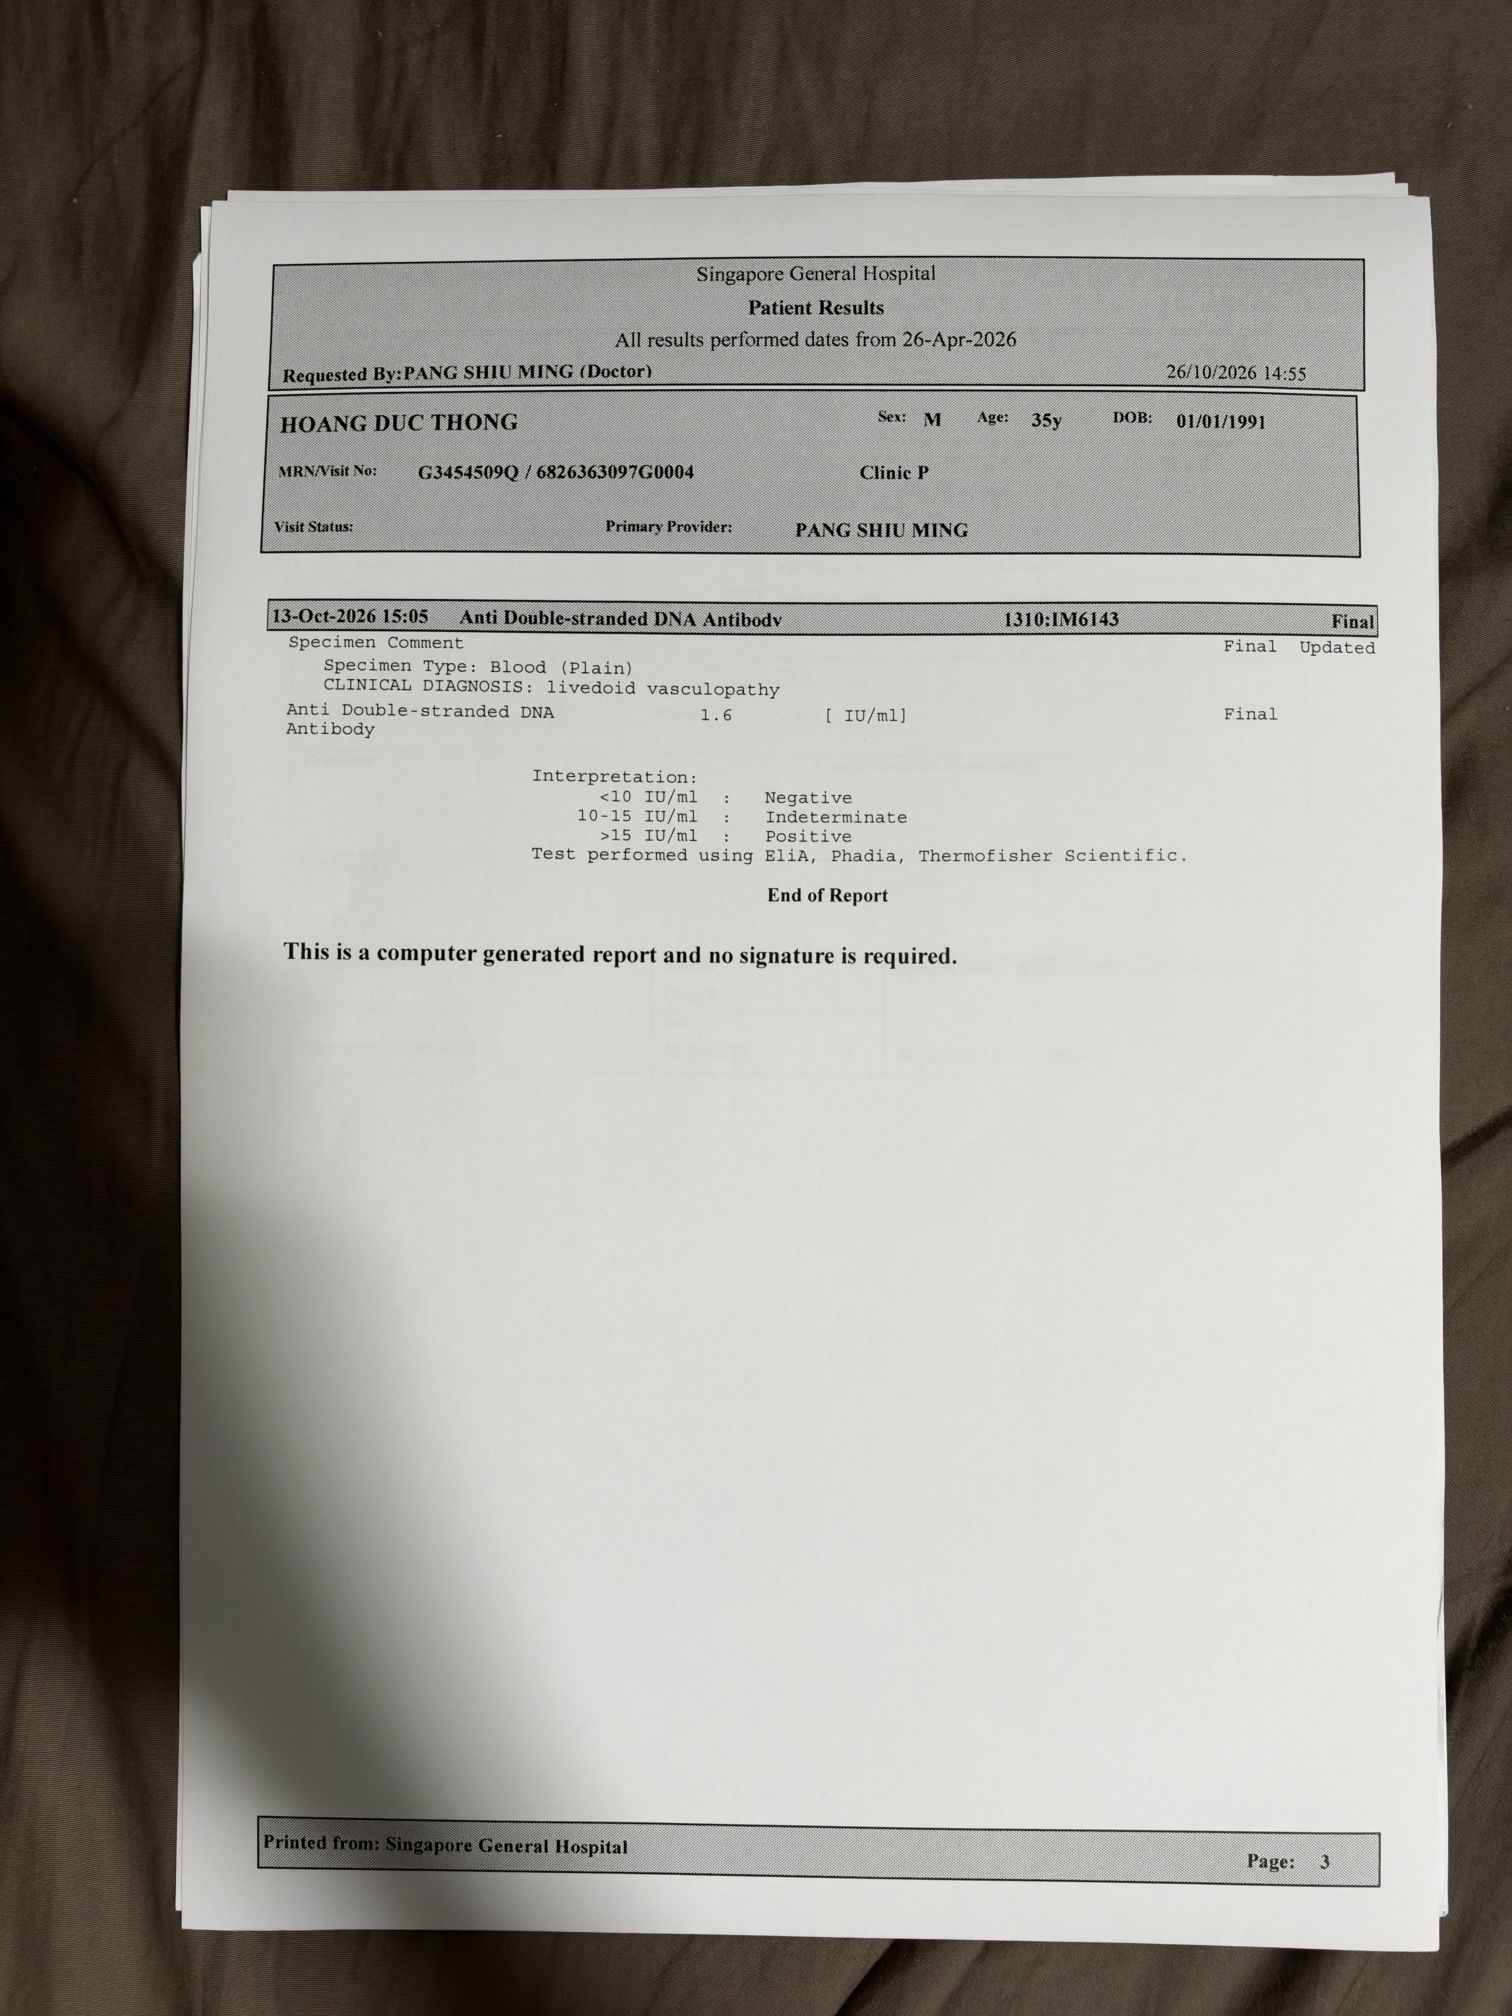 Singapore General Hospital
Patient Results
All results performed dates from 26-Apr-2026
Requested By:PANG SHIU MING (Doctor) 26/10/2026 14:55
HOANG DUC THONG Sex: M Age: 35y DOB: 01/01/1991
MRN/Visit No: G3454509Q / 6826363097G0004 Clinic P
Visit Status: Primary Provider: PANG SHIU MING
13-Oct-2026 15:05 Anti Double-stranded DNA Antibody 1310:IM6143 Final
Specimen Comment Final Updated
Specimen Type: Blood (Plain)
CLINICAL DIAGNOSIS: livedoid vasculopathy
Anti Double-stranded DNA 1.6 [ IU/ml] Final
Antibody
Interpretation:
<10 IU/ml : Negative
10-15 IU/ml : Indeterminate
>15 IU/ml : Positive
Test performed using EliA, Phadia, Thermofisher Scientific.
End of Report
This is a computer generated report and no signature is required.
Printed from: Singapore General Hospital
Page: 3